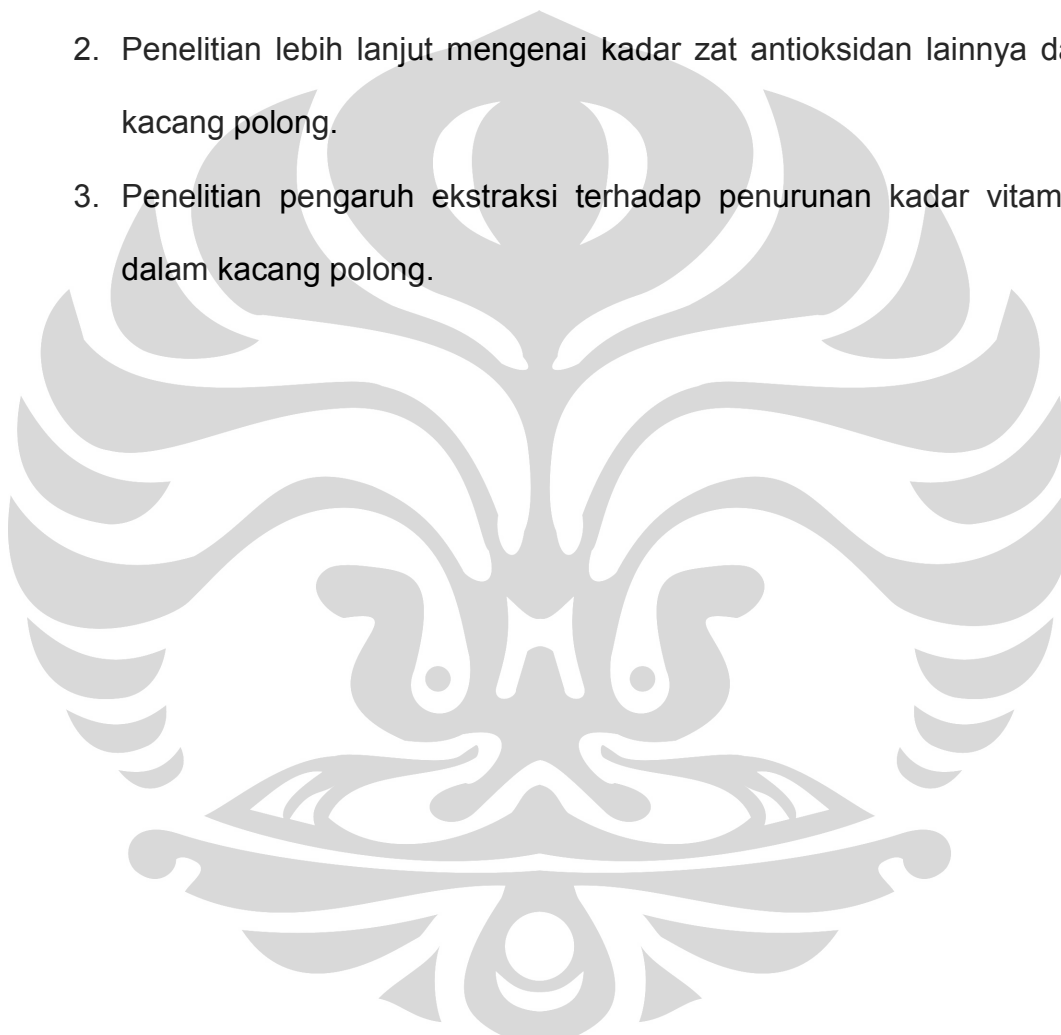 2. Penelitian lebih lanjut mengenai kadar zat antioksidan lainnya da
kacang polong.
3. Penelitian pengaruh ekstraksi terhadap penurunan kadar vitam
dalam kacang polong.